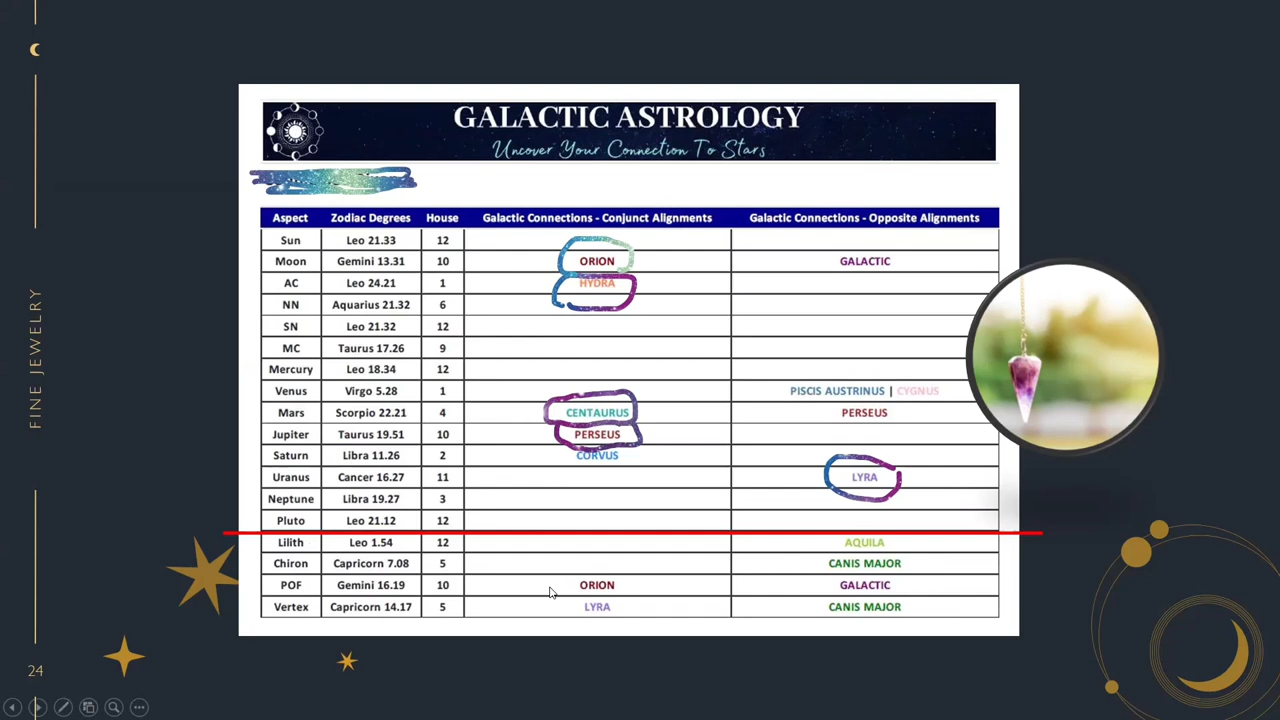 GALACTIC ASTROLOGY
Uncover Your Connection To Stars
Aspect Zodiac Degrees House Galactic Connections - Conjunct Alignments Galactic Connections - Opposite Alignments
Sun Leo 21.33 12
Moon Gemini 13.31 10 ORION GALACTIC
AC Leo 24.21 1 HYDRA
NN Aquarius 21.32 6
SN Leo 21.32 12
MC Taurus 17.26 9
Mercury Leo 18.34 12
Venus Virgo 5.28 1 PISCIS AUSTRINUS | CYGNUS
Mars Scorpio 22.21 4 CENTAURUS PERSEUS
Jupiter Taurus 19.51 10 PERSEUS
Saturn Libra 11.26 2 CORVUS
Uranus Cancer 16.27 11 LYRA
Neptune Libra 19.27 3
Pluto Leo 21.12 12
Lilith Leo 1.54 12 AQUILA
Chiron Capricorn 7.08 5 CANIS MAJOR
POF Gemini 16.19 10 ORION GALACTIC
Vertex Capricorn 14.17 5 LYRA CANIS MAJOR
FINE JEWELRY
24